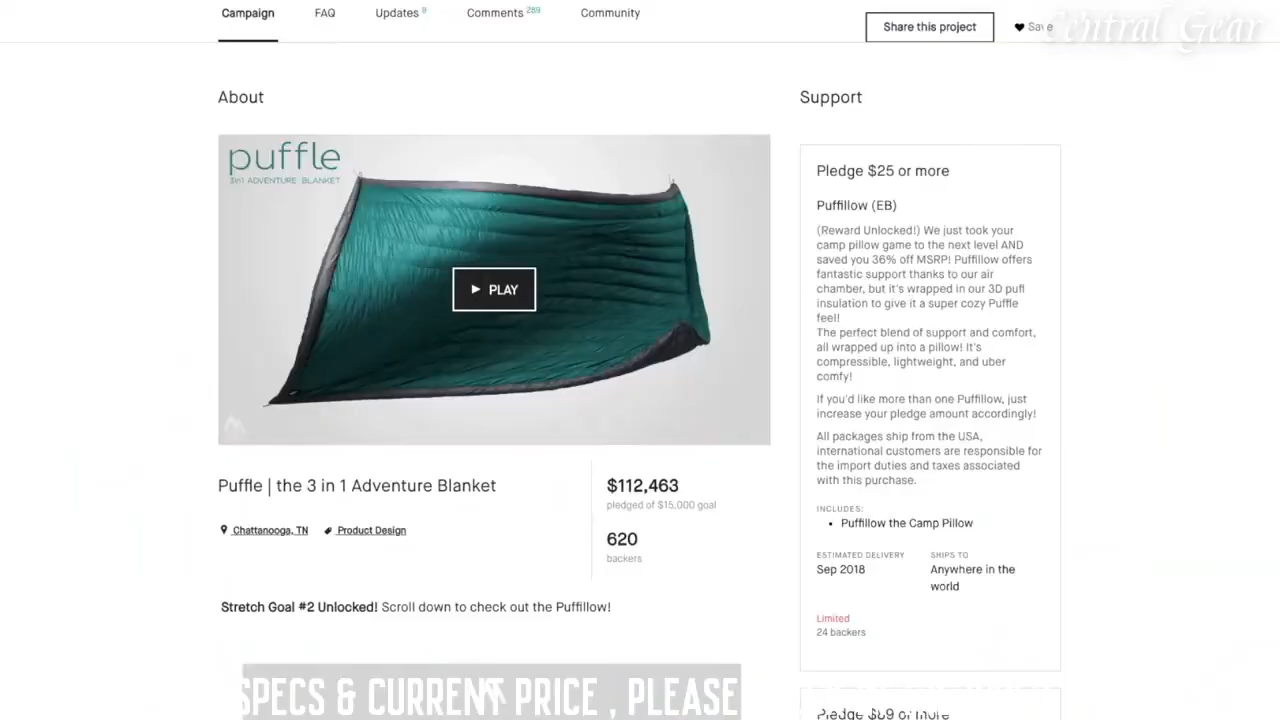 Campaign
FAQ
Updates 9
Comments 289
Community
Share this project
Save
Central Gear
About
Support
puffle
3in1 ADVENTURE BLANKET
PLAY
Puffle | the 3 in 1 Adventure Blanket
Chattanooga, TN
Product Design
$112,463
pledged of $15,000 goal
620
backers
Stretch Goal #2 Unlocked! Scroll down to check out the Puffillow!
Pledge $25 or more
Puffillow (EB)
(Reward Unlocked!) We just took your
camp pillow game to the next level AND
saved you 36% off MSRP! Puffillow offers
fantastic support thanks to our air
chamber, but it's wrapped in our 3D puff
insulation to give it a super cozy Puffle
feel!
The perfect blend of support and comfort,
all wrapped up into a pillow! It's
compressible, lightweight, and uber
comfy!
If you'd like more than one Puffillow, just
increase your pledge amount accordingly!
All packages ship from the USA,
international customers are responsible for
the import duties and taxes associated
with this purchase.
INCLUDES:
• Puffillow the Camp Pillow
ESTIMATED DELIVERY
Sep 2018
SHIPS TO
Anywhere in the
world
Limited
24 backers
Pledge $89 or more
SPECS & CURRENT PRICE , PLEASE